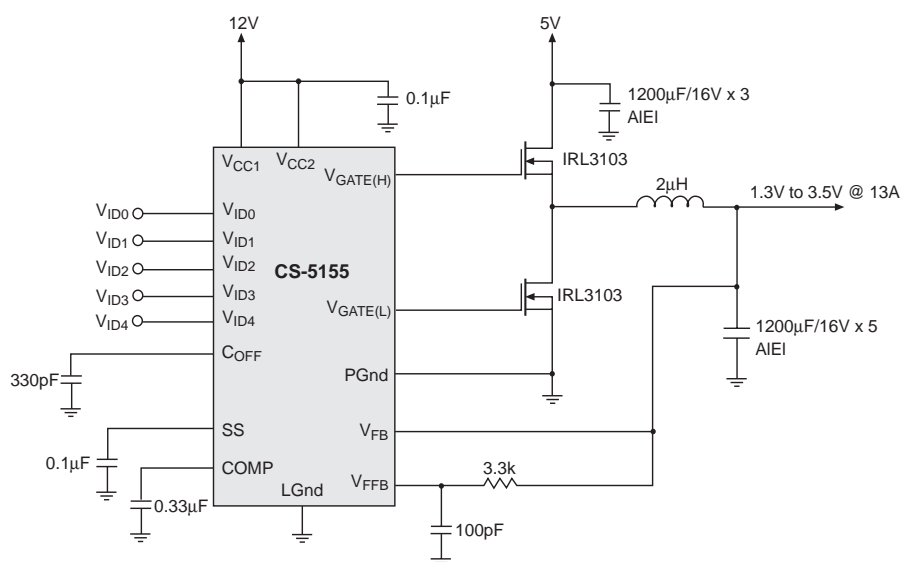 12V
5V
0.1µF
1200µF/16V x 3
AIEI
VCC1
VCC2
VGATE(H)
IRL3103
2µH
1.3V to 3.5V @ 13A
VID0
VID0
VID1
VID1
VID2
VID2
CS-5155
VID3
VID3
VID4
VID4
VGATE(L)
IRL3103
1200µF/16V x 5
AIEI
COFF
330pF
PGnd
SS
VFB
0.1µF
COMP
3.3k
VFFB
LGnd
0.33µF
100pF